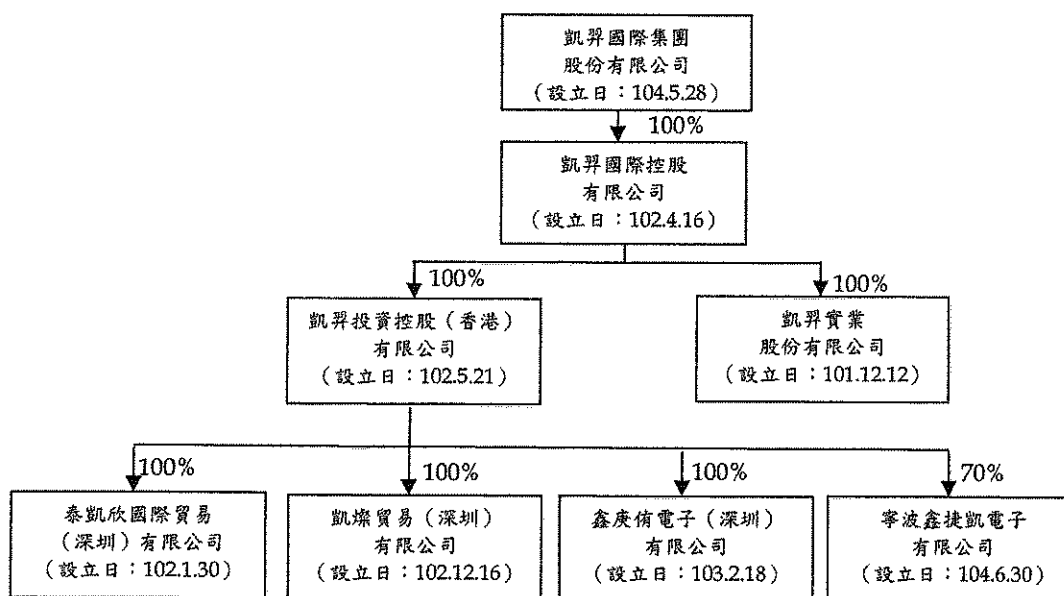 凱羿國際集團
股份有限公司
（設立日：104.5.28）
100%
凱羿國際控股
有限公司
（設立日：102.4.16）
100%
100%
凱羿投資控股（香港）
有限公司
（設立日：102.5.21）
凱羿實業
股份有限公司
（設立日：101.12.12）
100%
100%
100%
70%
泰凱欣國際貿易
（深圳）有限公司
（設立日：102.1.30）
凱燦貿易（深圳）
有限公司
（設立日：102.12.16）
鑫庾侑電子（深圳）
有限公司
（設立日：103.2.18）
寧波鑫捷凱電子
有限公司
（設立日：104.6.30）